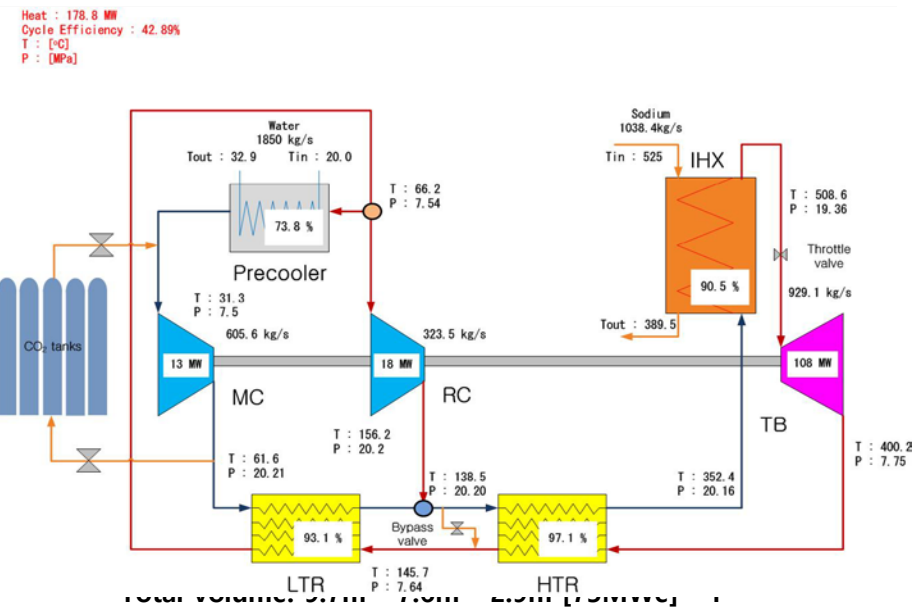 Heat : 178.8 MW
Cycle Efficiency : 42.89%
T : [℃]
P : [MPa]
Water
1850 kg/s
Tout : 32.9 Tin : 20.0
Sodium
1038.4kg/s
Tin : 525
IHX
T : 66.2
P : 7.54
T : 508.6
P : 19.36
73.8 %
Precooler
Throttle
valve
90.5 %
929.1 kg/s
T : 31.3
P : 7.5
605.6 kg/s
323.5 kg/s
Tout : 389.5
CO₂ tanks
13 MW
18 MW
108 MW
MC
RC
TB
T : 156.2
P : 20.2
T : 400.2
P : 7.75
T : 61.6
P : 20.21
T : 138.5
P : 20.20
T : 352.4
P : 20.16
Bypass
valve
93.1 %
97.1 %
T : 145.7
P : 7.64
LTR
HTR